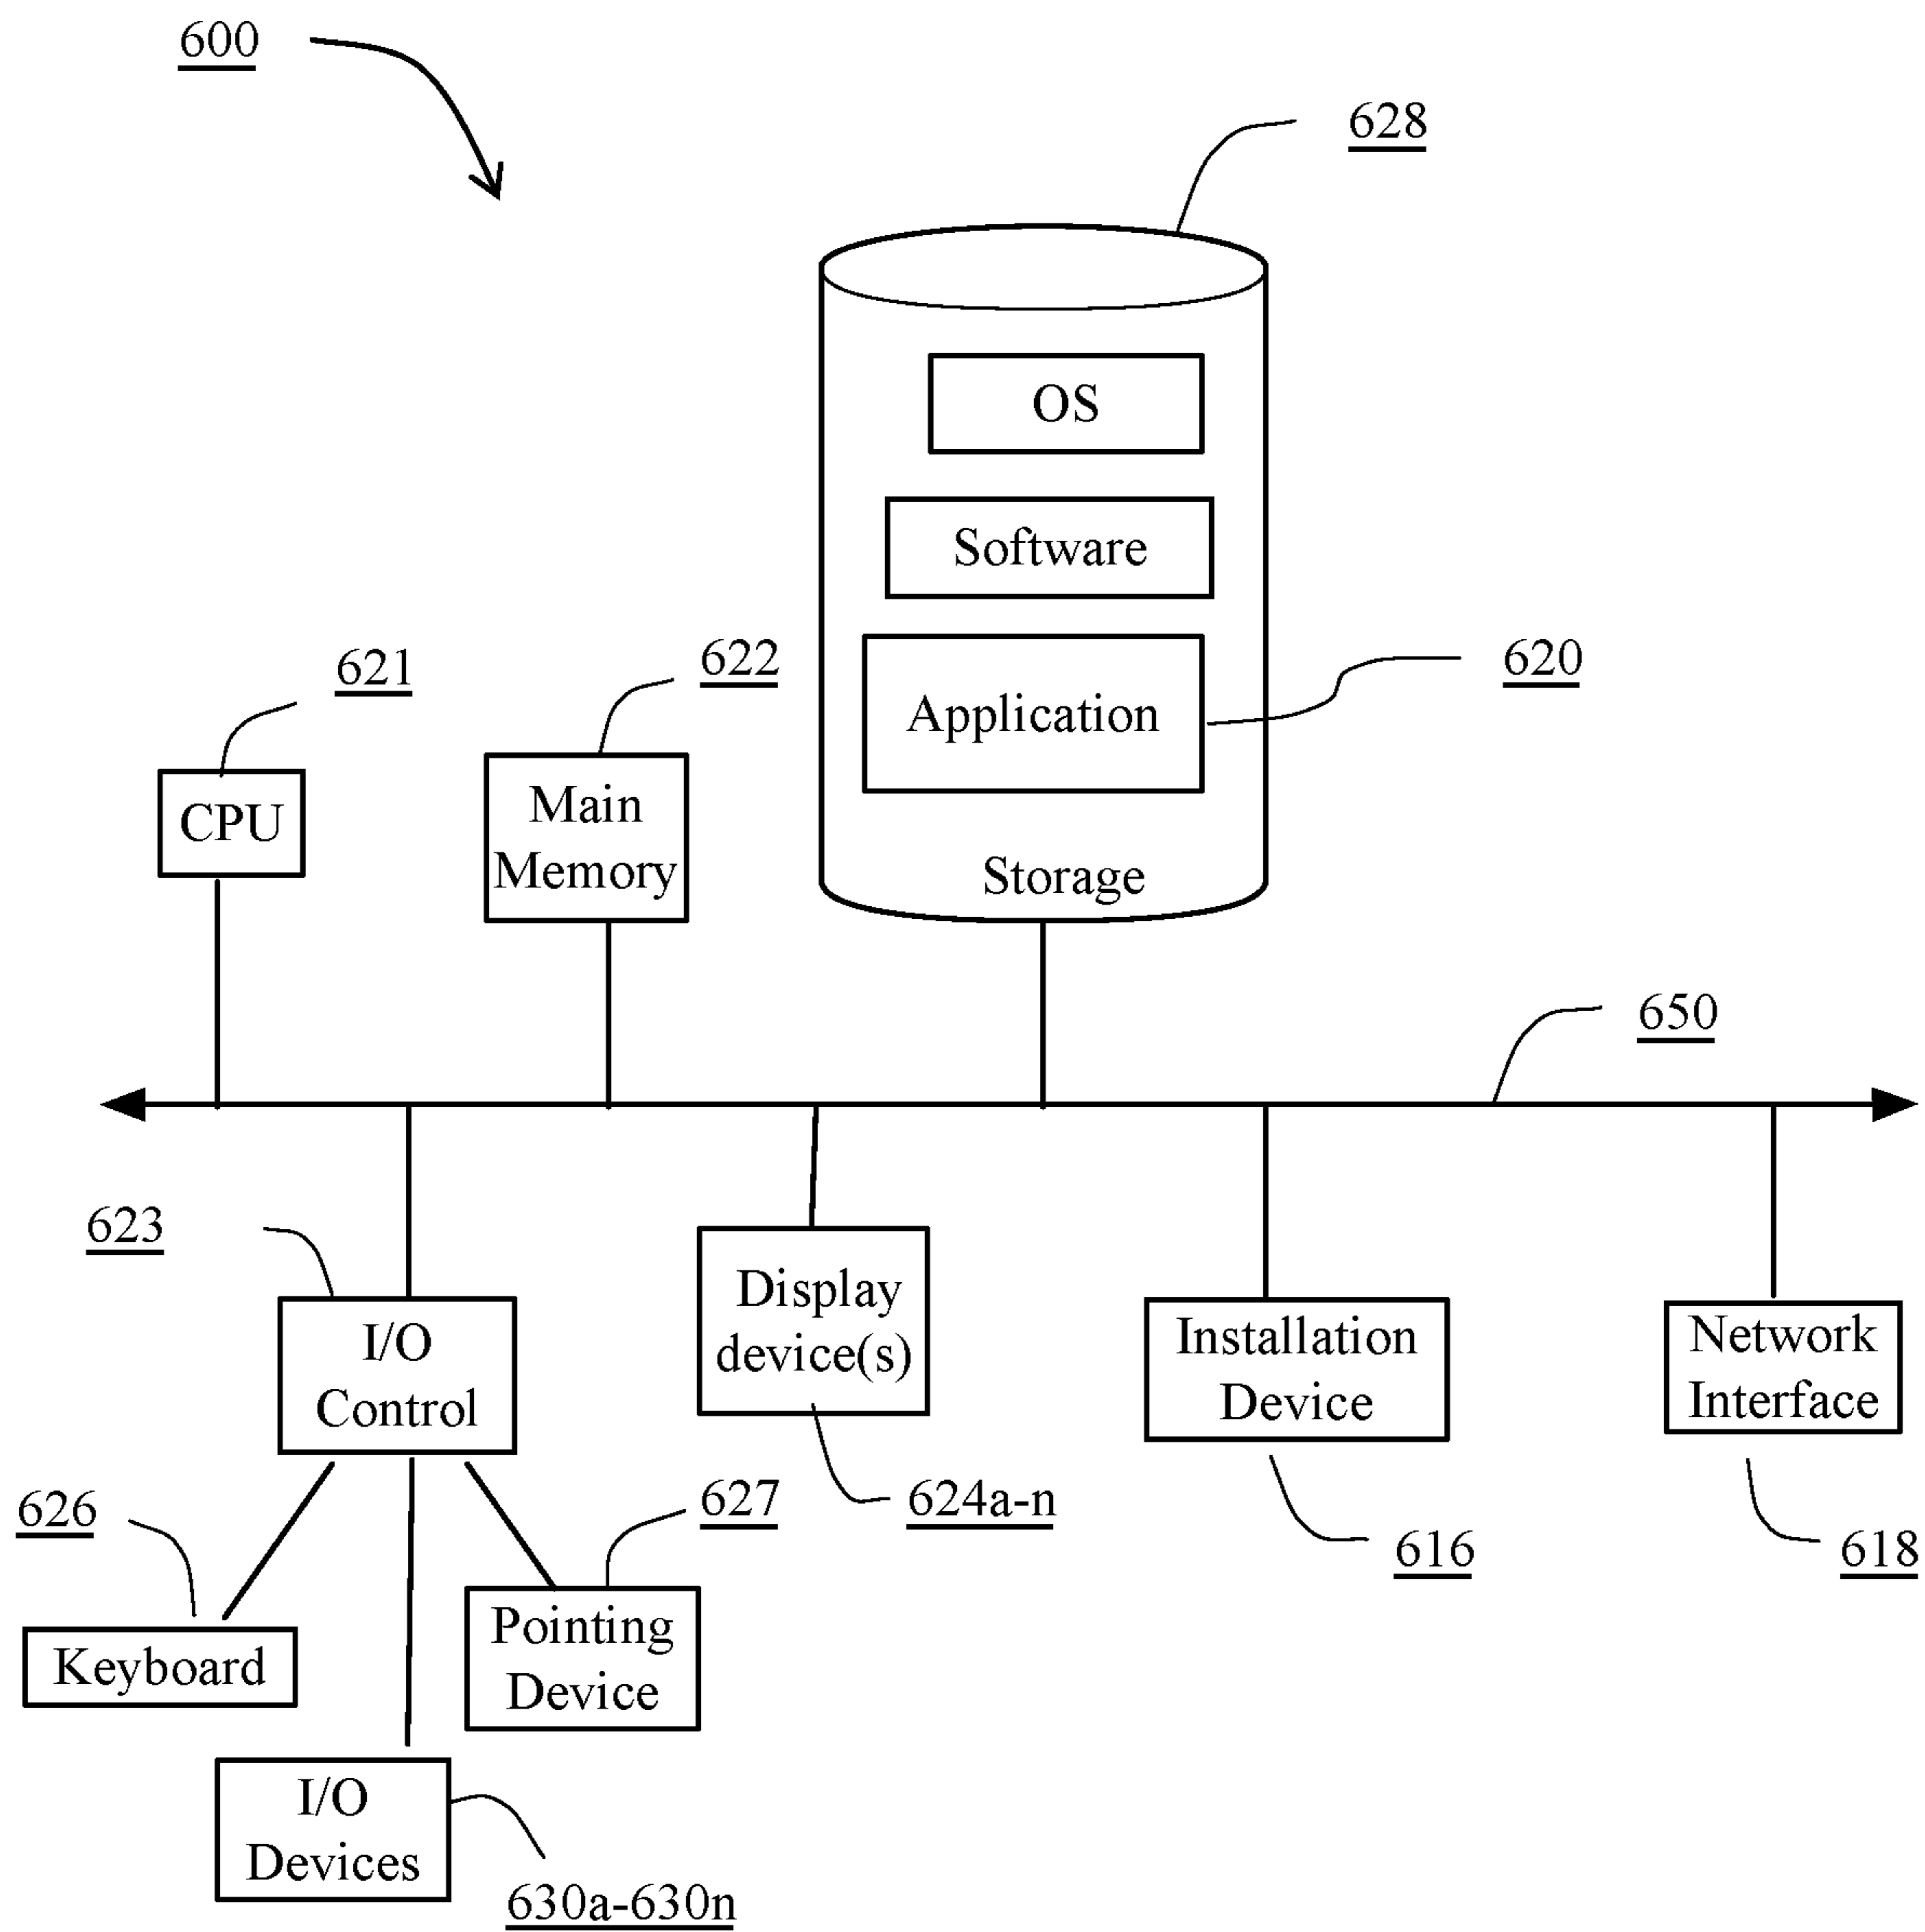 600
628
OS
Software
Application
620
Storage
621
CPU
622
Main
Memory
650
623
I/O
Control
Display
device(s)
624a-n
Installation
Device
616
Network
Interface
618
626
Keyboard
627
Pointing
Device
I/O
Devices
630a-630n